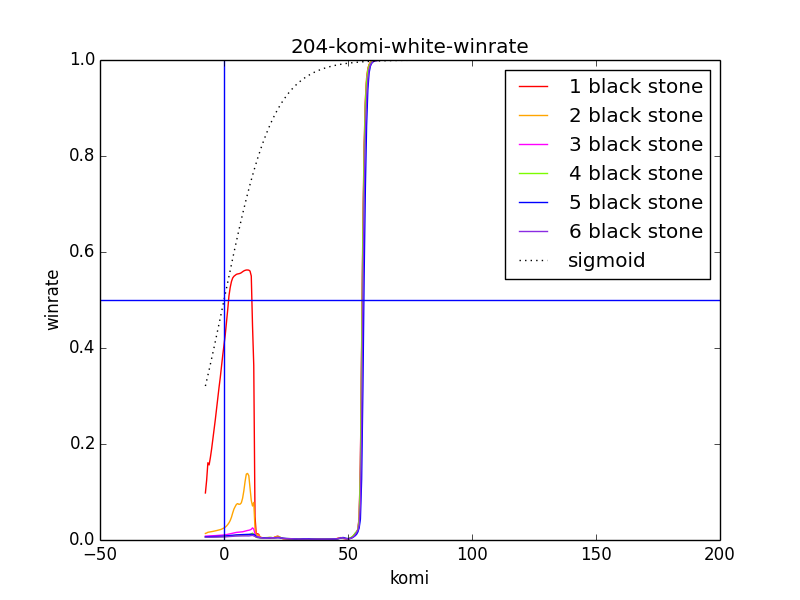 204-komi-white-winrate
1.0
0.8
0.6
0.4
0.2
0.0
winrate
−50
0
50
100
150
200
komi
1 black stone
2 black stone
3 black stone
4 black stone
5 black stone
6 black stone
sigmoid